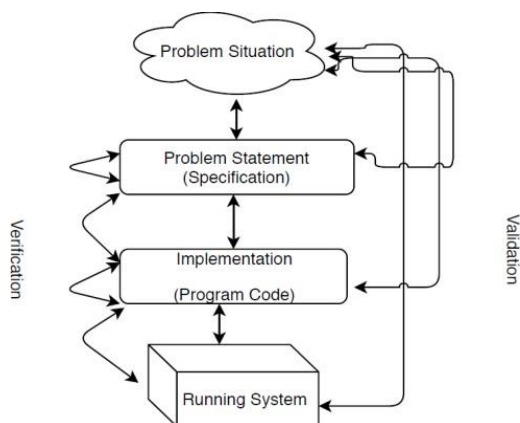 Problem Situation
Problem Statement
(Specification)
Verification
Validation
Implementation
(Program Code)
Running System